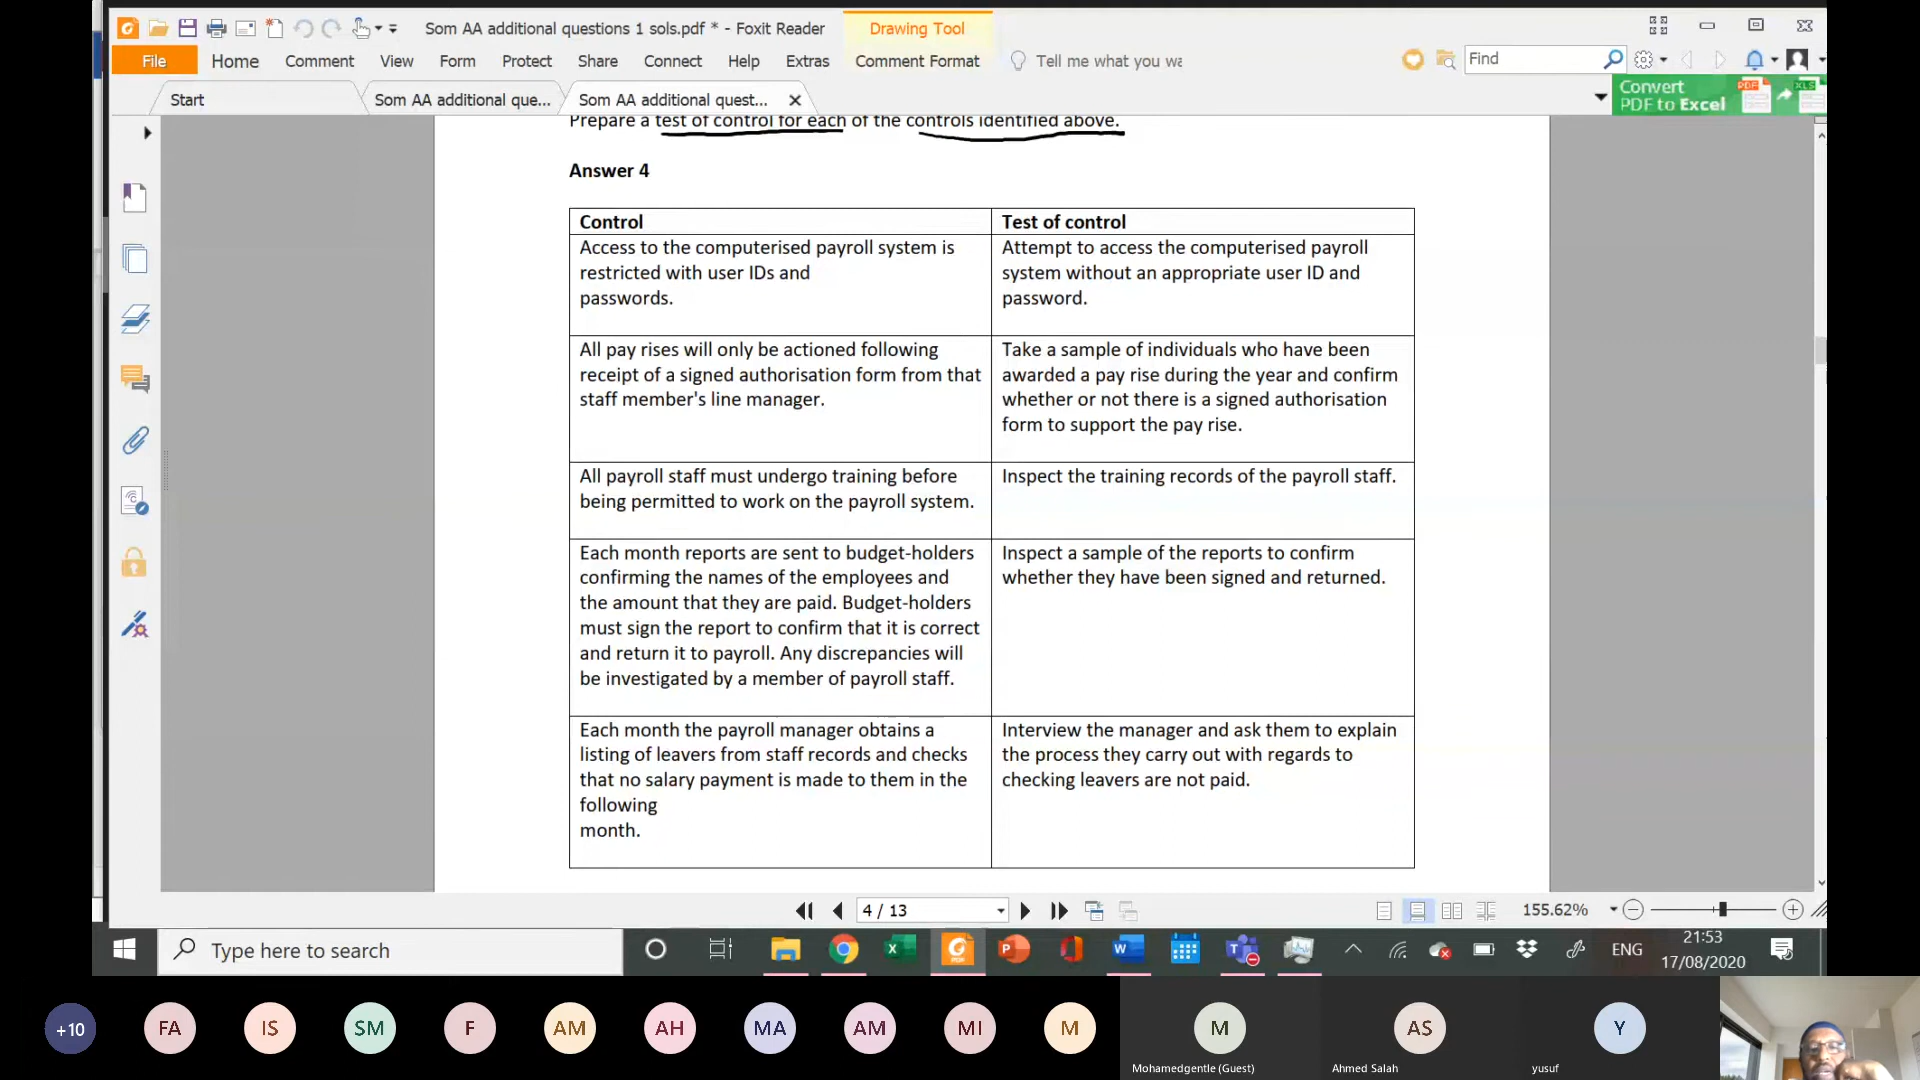 Som AA additional questions 1 sols.pdf * - Foxit Reader
Drawing Tool
File
Home
Comment
View
Form
Protect
Share
Connect
Help
Extras
Comment Format
Tell me what you wa
Find
Start
Som AA additional que...
Som AA additional quest...
Convert
PDF to Excel
PDF
XLS
Prepare a test of control for each of the controls identified above.
Answer 4
Control
Test of control
Access to the computerised payroll system is
restricted with user IDs and
passwords.
Attempt to access the computerised payroll
system without an appropriate user ID and
password.
All pay rises will only be actioned following
receipt of a signed authorisation form from that
staff member's line manager.
Take a sample of individuals who have been
awarded a pay rise during the year and confirm
whether or not there is a signed authorisation
form to support the pay rise.
All payroll staff must undergo training before
being permitted to work on the payroll system.
Inspect the training records of the payroll staff.
Each month reports are sent to budget-holders
confirming the names of the employees and
the amount that they are paid. Budget-holders
must sign the report to confirm that it is correct
and return it to payroll. Any discrepancies will
be investigated by a member of payroll staff.
Inspect a sample of the reports to confirm
whether they have been signed and returned.
Each month the payroll manager obtains a
listing of leavers from staff records and checks
that no salary payment is made to them in the
following
month.
Interview the manager and ask them to explain
the process they carry out with regards to
checking leavers are not paid.
4 / 13
155.62%
Type here to search
ENG
21:53
17/08/2020
+10
FA
IS
SM
F
AM
AH
MA
AM
MI
M
M
AS
Y
Mohamedgentle (Guest)
Ahmed Salah
yusuf